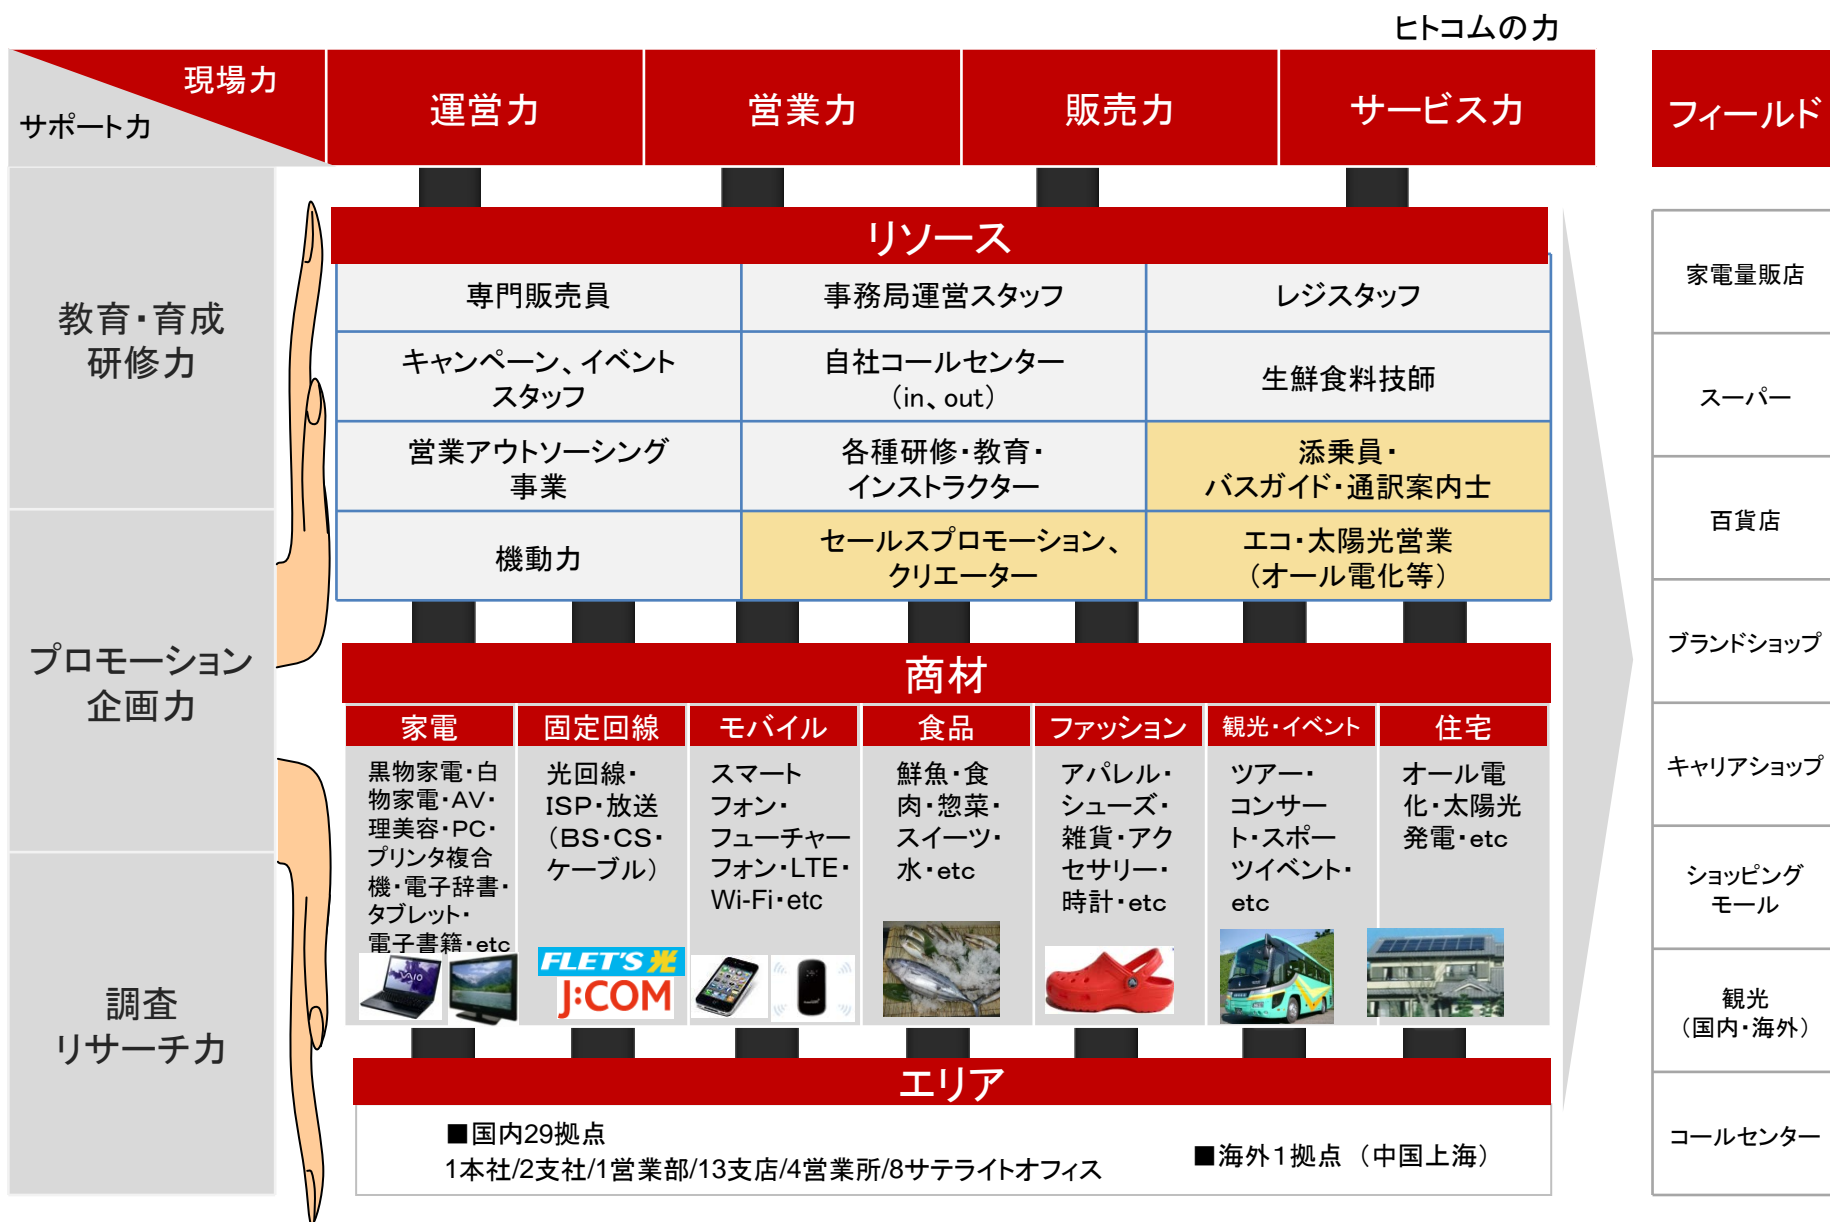 ヒトコムの力
現場力
サポート力
運営力
営業力
販売力
サービス力
フィールド
教育・育成
研修力
プロモーション
企画力
調査
リサーチ力
リソース
専門販売員
事務局運営スタッフ
レジスタッフ
キャンペーン、イベント
スタッフ
自社コールセンター
（in、out）
生鮮食料技師
営業アウトソーシング
事業
各種研修・教育・
インストラクター
添乗員・
バスガイド・通訳案内士
機動力
セールスプロモーション、
クリエーター
エコ・太陽光営業
（オール電化等）
商材
家電
黒物家電・白
物家電・AV・
理美容・PC・
プリンタ複合
機・電子辞書・
タブレット・
電子書籍・etc
VAIO
固定回線
光回線・
ISP・放送
（BS・CS・
ケーブル）
FLET'S 光
J:COM
モバイル
スマート
フォン・
フューチャー
フォン・LTE・
Wi-Fi・etc
食品
鮮魚・食
肉・惣菜・
スイーツ・
水・etc
ファッション
アパレル・
シューズ・
雑貨・アク
セサリー・
時計・etc
観光・イベント
ツアー・
コンサー
ト・スポー
ツイベント・
etc
住宅
オール電
化・太陽光
発電・etc
エリア
■国内29拠点
1本社/2支社/1営業部/13支店/4営業所/8サテライトオフィス
■海外１拠点（中国上海）
家電量販店
スーパー
百貨店
ブランドショップ
キャリアショップ
ショッピング
モール
観光
（国内・海外）
コールセンター